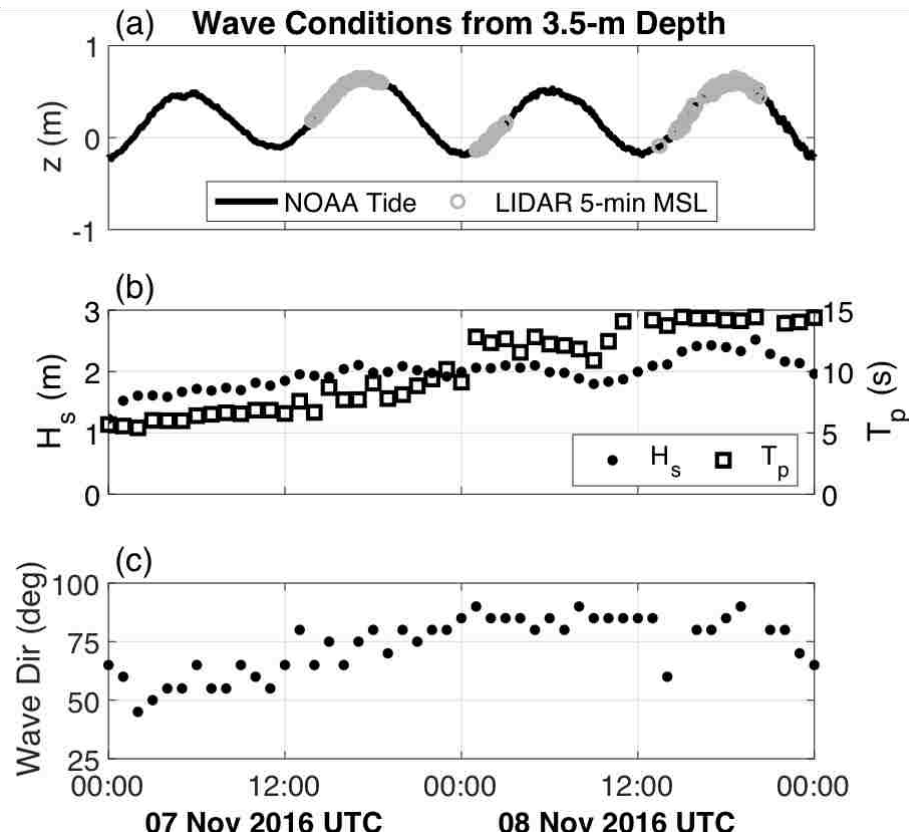 (a) Wave Conditions from 3.5-m Depth
1
z (m)
0
NOAA Tide LIDAR 5-min MSL
-1
(b)
3 15
2 10
H_s (m) T_p (s)
1 5
H_s T_p
0 0
(c)
100
Wave Dir (deg)
75
50
25
00:00 12:00 00:00 12:00 00:00
07 Nov 2016 UTC 08 Nov 2016 UTC